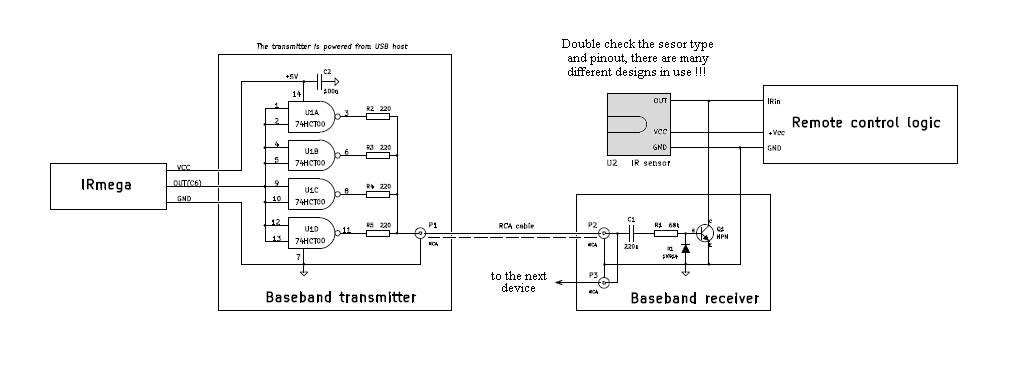 The transmitter is powered from USB host
Double check the sesor type
and pinout, there are many
different designs in use !!!
+5V
C2
100n
14
1
2
U1A
74HCT00
3
R2 220
4
5
U1B
74HCT00
6
R3 220
9
10
U1C
74HCT00
8
R4 220
12
13
U1D
74HCT00
11
R5 220
7
IRmega
VCC
OUT(C6)
GND
P1
RCA
Baseband transmitter
RCA cable
OUT
VCC
GND
U2 IR sensor
IRin
+Vcc
GND
Remote control logic
P2
RCA
C1
R1 68k
B
C
E
Q1
NPN
P3
RCA
to the next
device
Baseband receiver